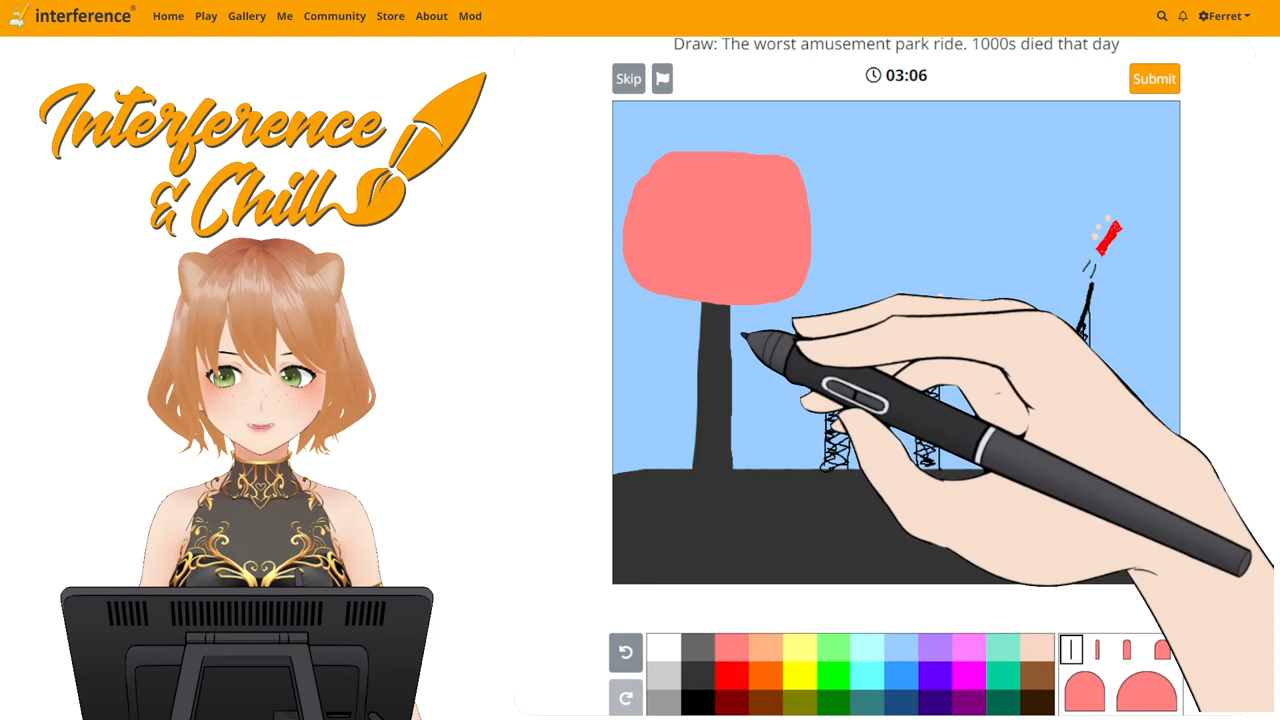 interference®
Home Play Gallery Me Community Store About Mod
Ferret
Draw: The worst amusement park ride. 1000s died that day
Skip
03:06
Submit
Interference
& Chill